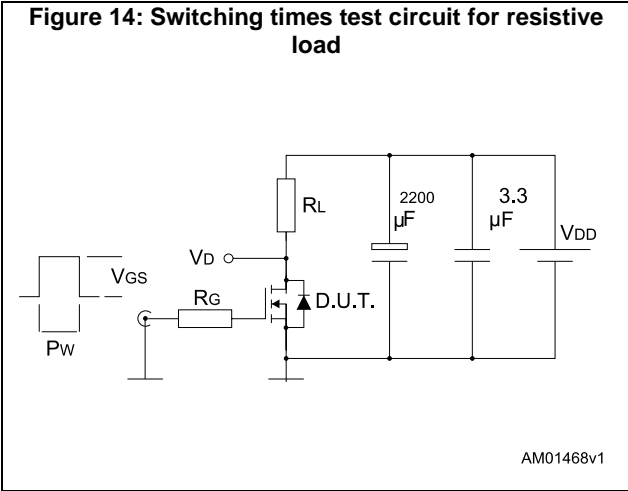 Figure 14: Switching times test circuit for resistive
load
RL
2200
μF
3.3
μF
VDD
VD
VGS
RG
D.U.T.
PW
AM01468v1